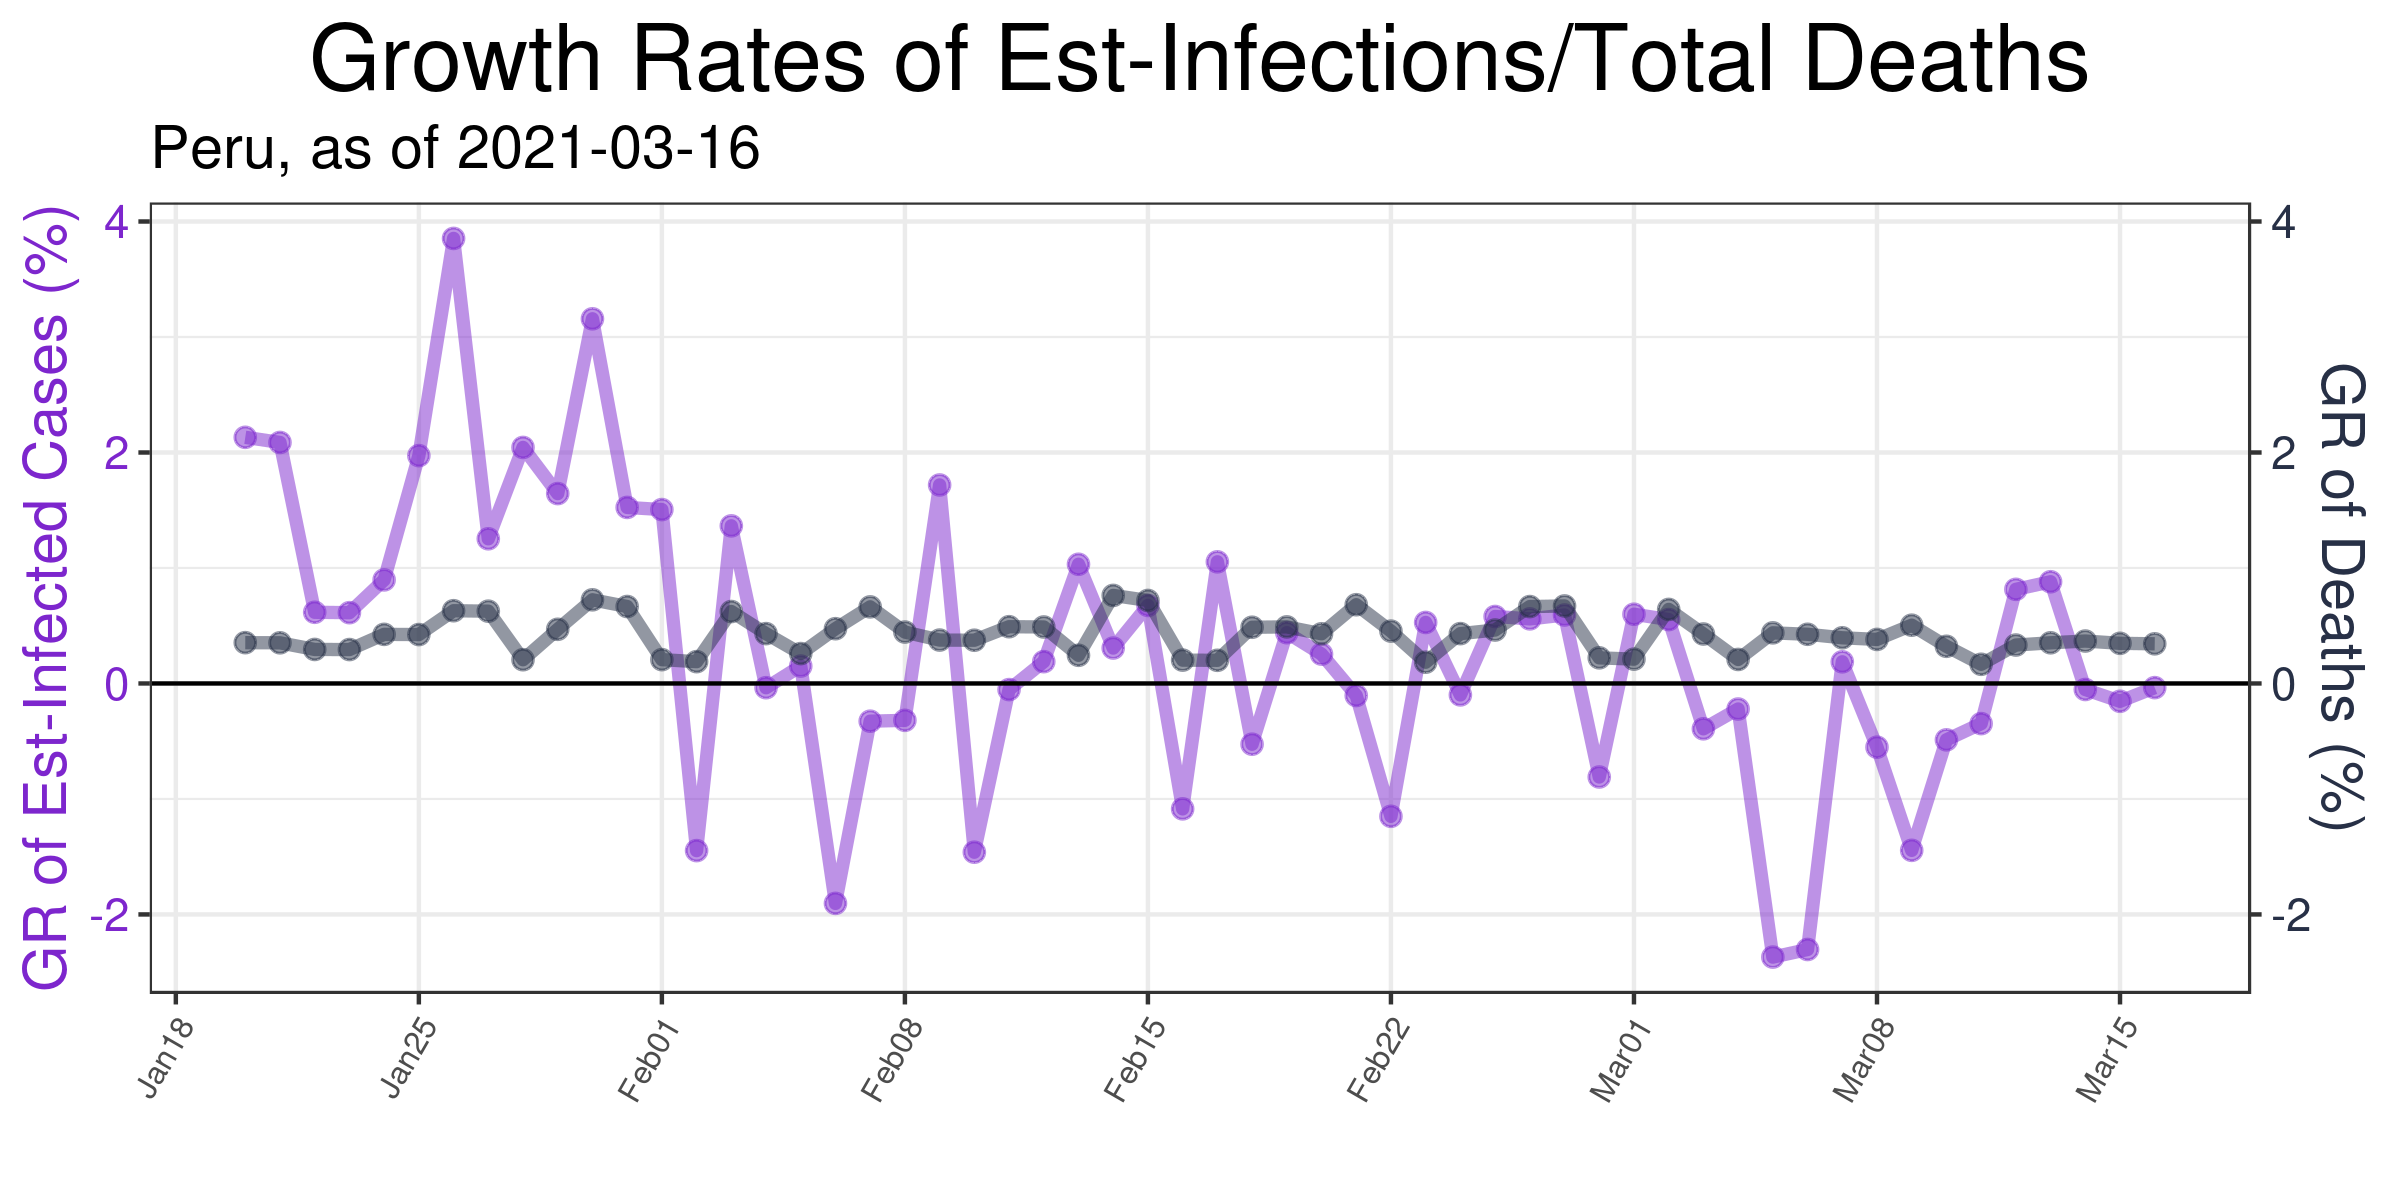 Growth Rates of Est-Infections/Total Deaths
Peru, as of 2021-03-16
GR of Est-Infected Cases (%)
4
2
0
-2
4
2
0
-2
GR of Deaths (%)
Jan18
Jan25
Feb01
Feb08
Feb15
Feb22
Mar01
Mar08
Mar15